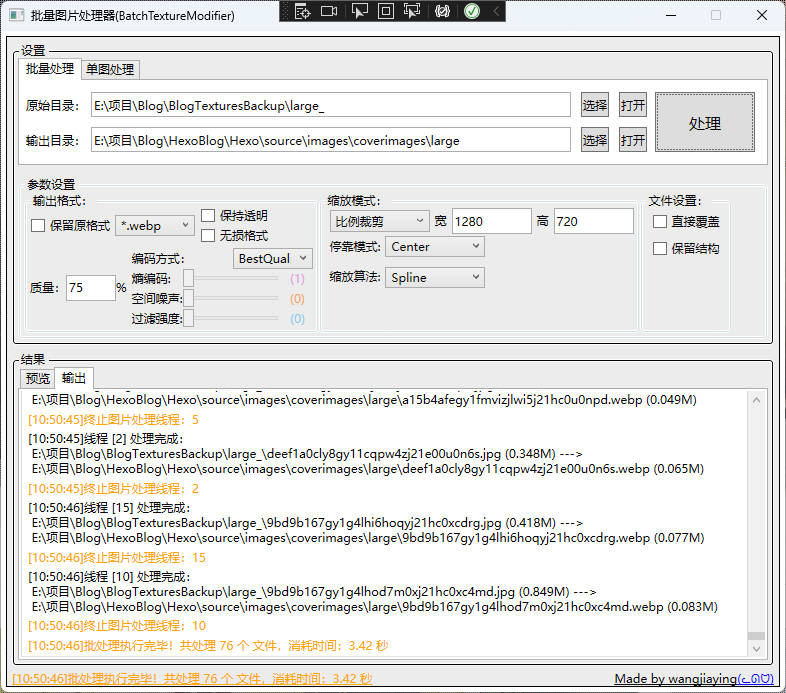 批量图片处理器(BatchTextureModifier)
设置
批量处理 单图处理
原始目录: E:\项目\Blog\BlogTexturesBackup\large_ 选择 打开
处理
输出目录: E:\项目\Blog\HexoBlog\Hexo\source\images\coverimages\large 选择 打开
参数设置
输出格式: 缩放模式: 文件设置:
保留原格式 *.webp 保持透明 比例裁剪 宽 1280 高 720 直接覆盖
无损格式
停靠模式: Center 保留结构
编码方式: BestQual
缩放算法: Spline
质量: 75 % 熵编码: (1)
空间噪声: (0)
过滤强度: (0)
结果
预览 输出
E:\项目\Blog\HexoBlog\Hexo\source\images\coverimages\large\a15b4afegy1fmvizjlwi5j21hc0u0npd.webp (0.049M)
[10:50:45]终止图片处理线程：5
[10:50:45]线程 [2] 处理完成：
E:\项目\Blog\BlogTexturesBackup\large_\deef1a0cly8gy11cqpw4zj21e00u0n6s.jpg (0.348M) --->
E:\项目\Blog\HexoBlog\Hexo\source\images\coverimages\large\deef1a0cly8gy11cqpw4zj21e00u0n6s.webp (0.065M)
[10:50:45]终止图片处理线程：2
[10:50:46]线程 [15] 处理完成：
E:\项目\Blog\BlogTexturesBackup\large_\9bd9b167gy1g4lhi6hoqyj21hc0xcdrg.jpg (0.418M) --->
E:\项目\Blog\HexoBlog\Hexo\source\images\coverimages\large\9bd9b167gy1g4lhi6hoqyj21hc0xcdrg.webp (0.077M)
[10:50:46]终止图片处理线程：15
[10:50:46]线程 [10] 处理完成：
E:\项目\Blog\BlogTexturesBackup\large_\9bd9b167gy1g4lhod7m0xj21hc0xc4md.jpg (0.849M) --->
E:\项目\Blog\HexoBlog\Hexo\source\images\coverimages\large\9bd9b167gy1g4lhod7m0xj21hc0xc4md.webp (0.083M)
[10:50:46]终止图片处理线程：10
[10:50:46]批处理执行完毕！共处理 76 个 文件，消耗时间：3.42 秒
[10:50:46]批处理执行完毕！共处理 76 个 文件，消耗时间：3.42 秒 Made by wangjiaying